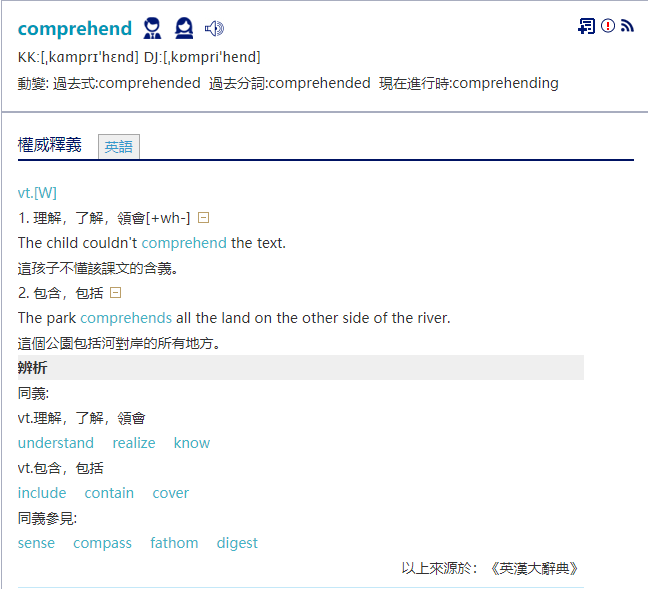 comprehend
KK:[ˌkɑmprɪˈhɛnd] DJ:[ˌkɒmpriˈhend]
動變: 過去式:comprehended 過去分詞:comprehended 現在進行時:comprehending
權威釋義 英語
vt.[W]
1. 理解，了解，領會[+wh-]
The child couldn't comprehend the text.
這孩子不懂該課文的含義。
2. 包含，包括
The park comprehends all the land on the other side of the river.
這個公園包括河對岸的所有地方。
辨析
同義:
vt.理解，了解，領會
understand realize know
vt.包含，包括
include contain cover
同義參見:
sense compass fathom digest
以上來源於：《英漢大辭典》